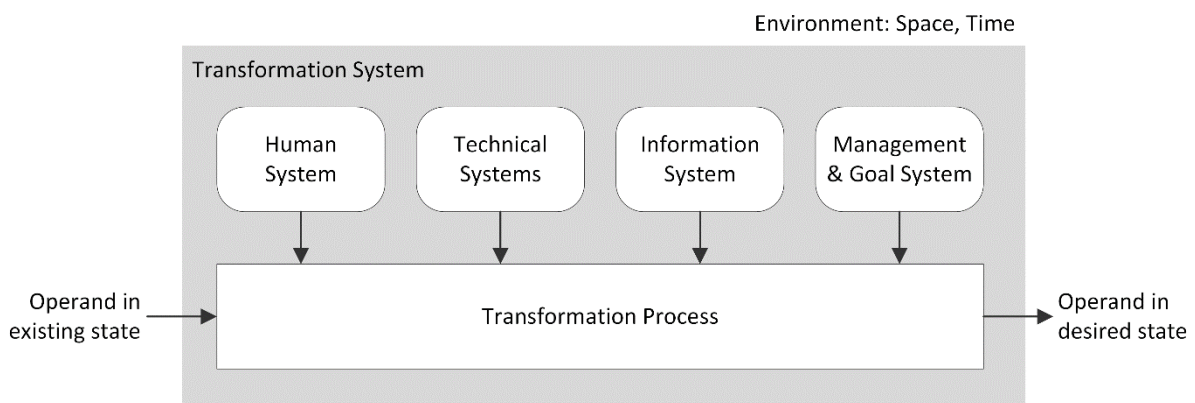 Environment: Space, Time
Transformation System
Human
System
Technical
Systems
Information
System
Management
& Goal System
Operand in
existing state
Transformation Process
Operand in
desired state